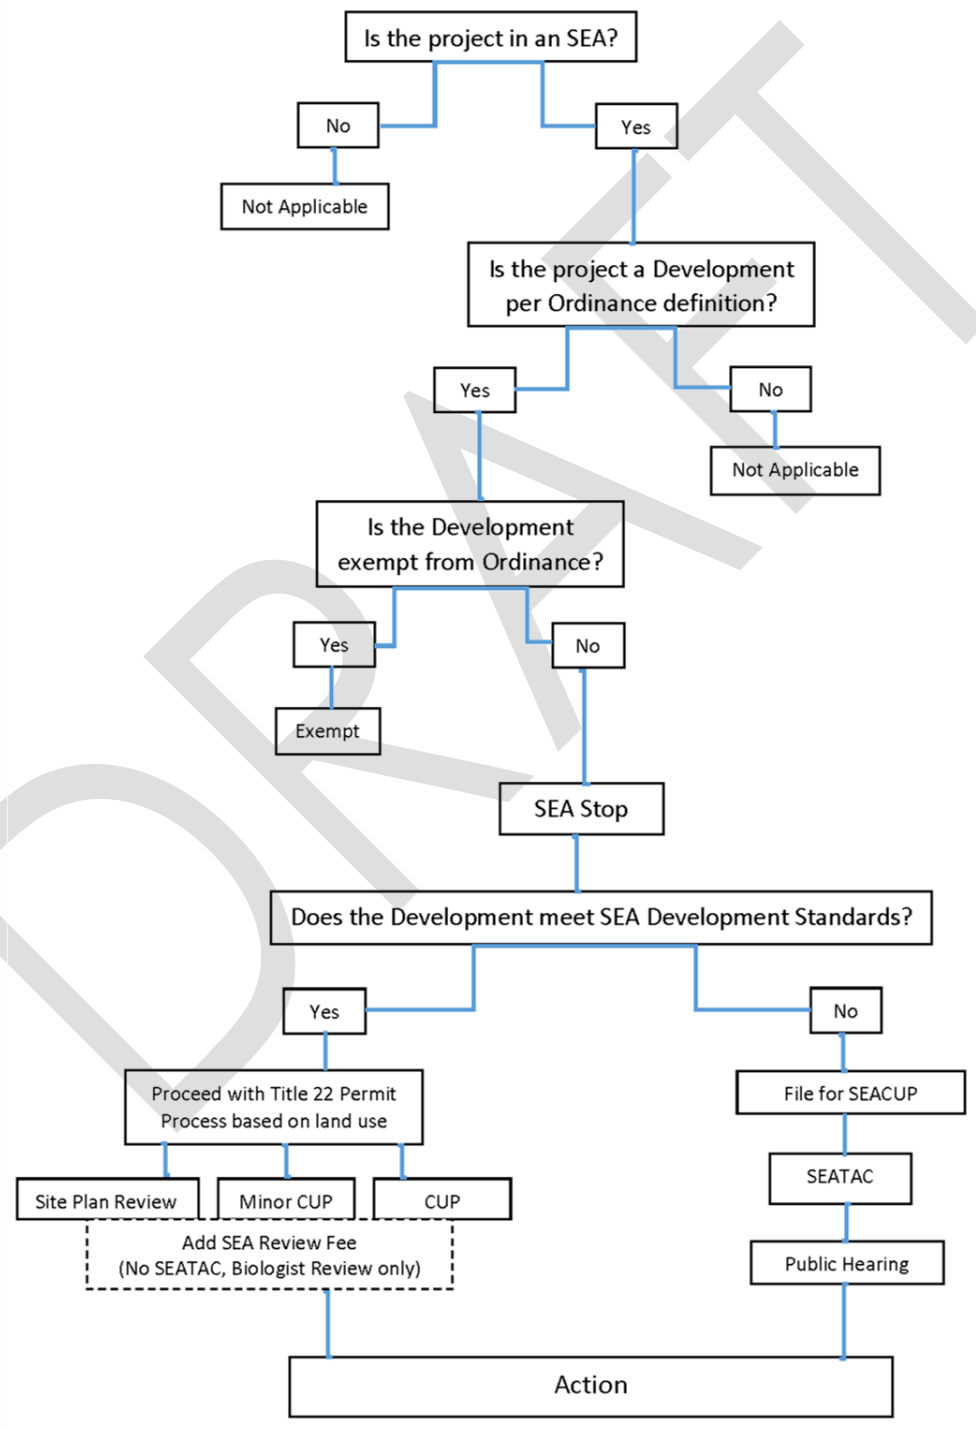 Is the project in an SEA?
No
Yes
Not Applicable
Is the project a Development
per Ordinance definition?
Yes
No
Not Applicable
Is the Development
exempt from Ordinance?
Yes
No
Exempt
SEA Stop
Does the Development meet SEA Development Standards?
Yes
No
Proceed with Title 22 Permit
Process based on land use
File for SEACUP
SEATAC
Site Plan Review
Minor CUP
CUP
Add SEA Review Fee
(No SEATAC, Biologist Review only)
Public Hearing
Action
DRAFT